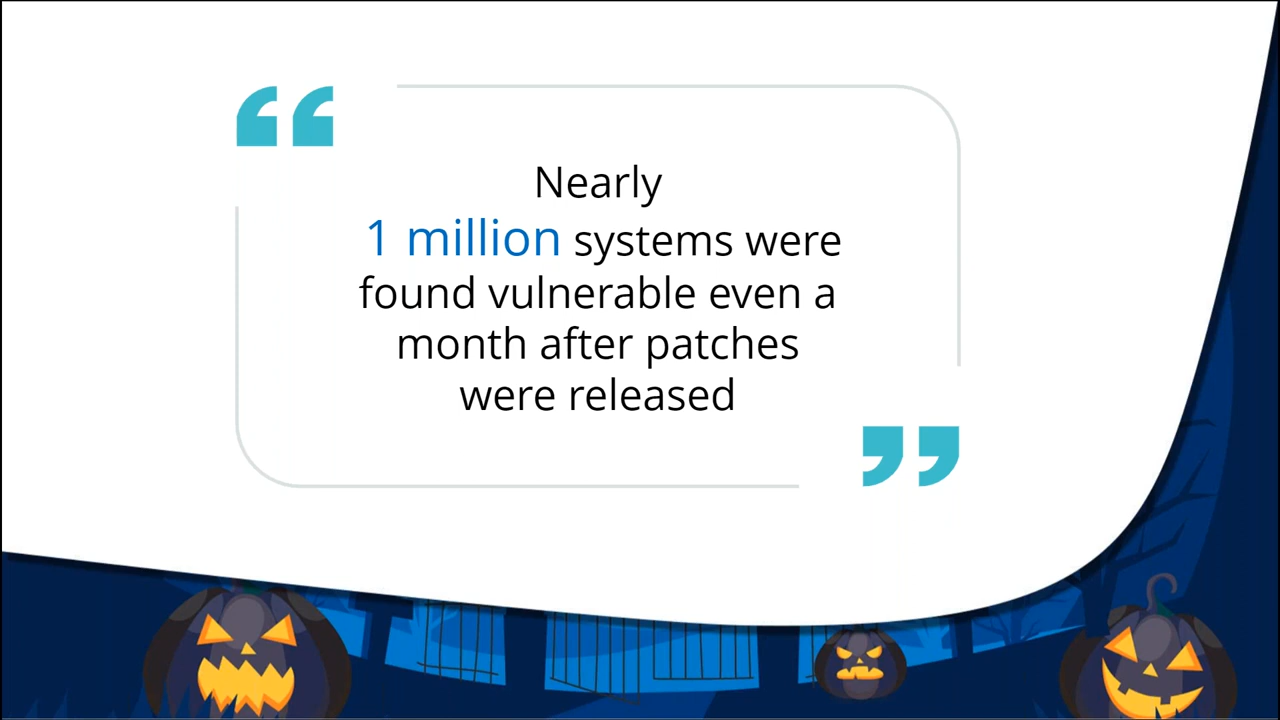 “
Nearly
1 million systems were
found vulnerable even a
month after patches
were released
”